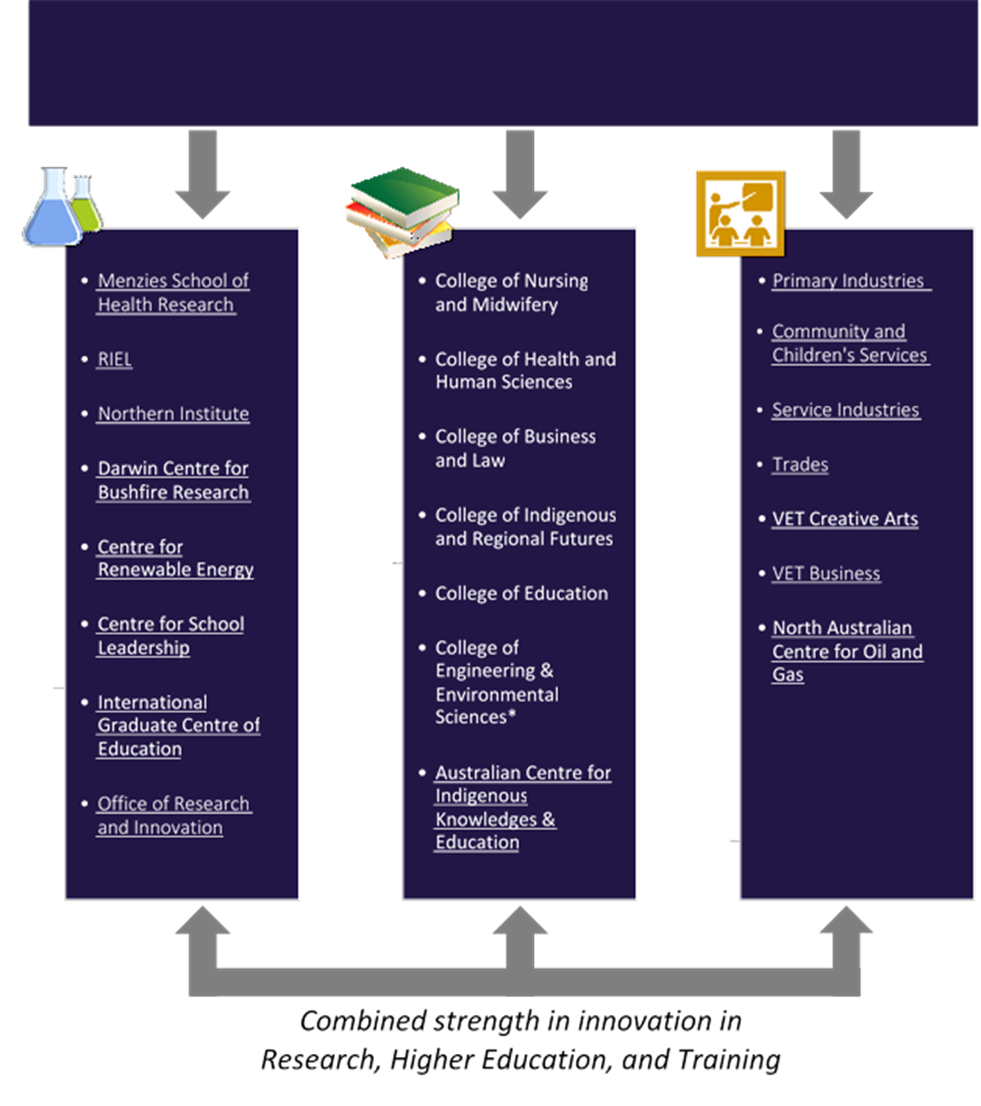 • Menzies School of
Health Research
• RIEL
• Northern Institute
• Darwin Centre for
Bushfire Research
• Centre for
Renewable Energy
• Centre for School
Leadership
• International
Graduate Centre of
Education
• Office of Research
and Innovation
• College of Nursing
and Midwifery
• College of Health and
Human Sciences
• College of Business
and Law
• College of Indigenous
and Regional Futures
• College of Education
• College of
Engineering &
Environmental
Sciences*
• Australian Centre for
Indigenous
Knowledges &
Education
• Primary Industries
• Community and
Children's Services
• Service Industries
• Trades
• VET Creative Arts
• VET Business
• North Australian
Centre for Oil and
Gas
Combined strength in innovation in
Research, Higher Education, and Training